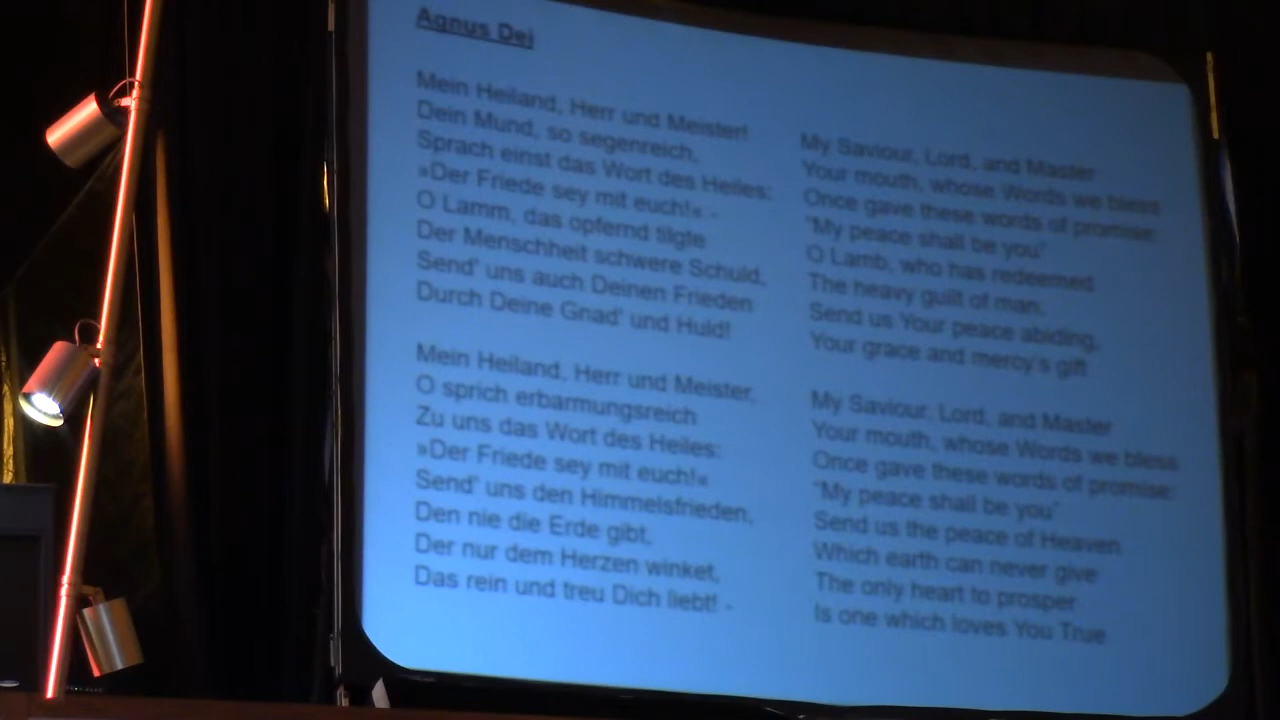 Agnus Dei
Mein Heiland, Herr und Meister!
Dein Mund, so segenreich,
Sprach einst das Wort des Heiles:
»Der Friede sey mit euch!« -
O Lamm, das opfernd tilgte
Der Menschheit schwere Schuld,
Send' uns auch Deinen Frieden
Durch Deine Gnad' und Huld!
Mein Heiland, Herr und Meister,
O sprich erbarmungsreich
Zu uns das Wort des Heiles:
»Der Friede sey mit euch!«
Send' uns den Himmelsfrieden,
Den nie die Erde gibt,
Der nur dem Herzen winket,
Das rein und treu Dich liebt! -
My Saviour, Lord, and Master
Your mouth, whose Words we bless
Once gave these words of promise:
"My peace shall be you"
O Lamb, who has redeemed
The heavy guilt of man,
Send us Your peace abiding,
Your grace and mercy's gift
My Saviour, Lord, and Master
Your mouth, whose Words we bless
Once gave these words of promise:
"My peace shall be you"
Send us the peace of Heaven
Which earth can never give
The only heart to prosper
Is one which loves You True